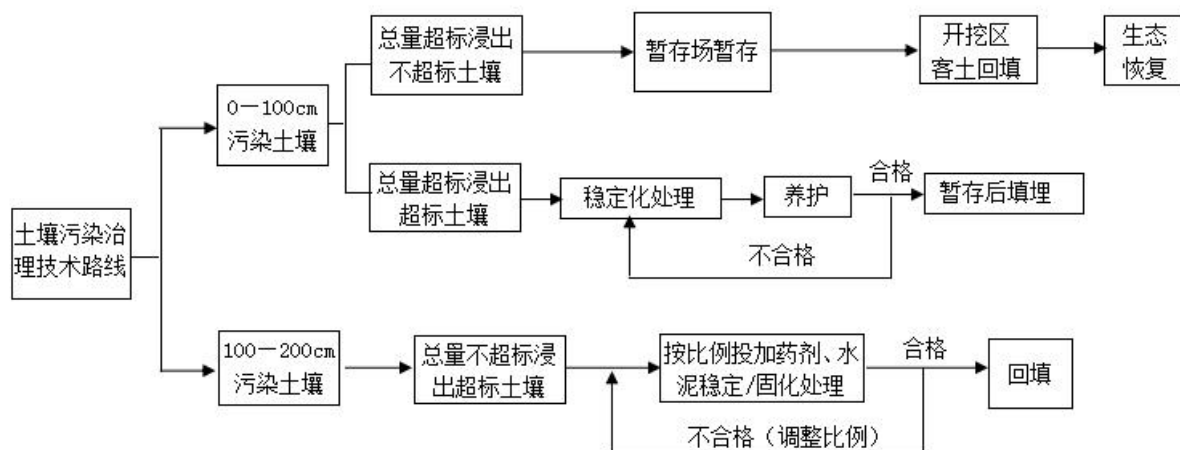 总量超标浸出
不超标土壤
暂存场暂存
开挖区
客土回填
生态
恢复
0—100cm
污染土壤
总量超标浸出
超标土壤
稳定化处理
养护
合格
暂存后填埋
不合格
土壤污染治
理技术路线
100—200cm
污染土壤
总量不超标浸
出超标土壤
按比例投加药剂、水
泥稳定/固化处理
合格
回填
不合格（调整比例）